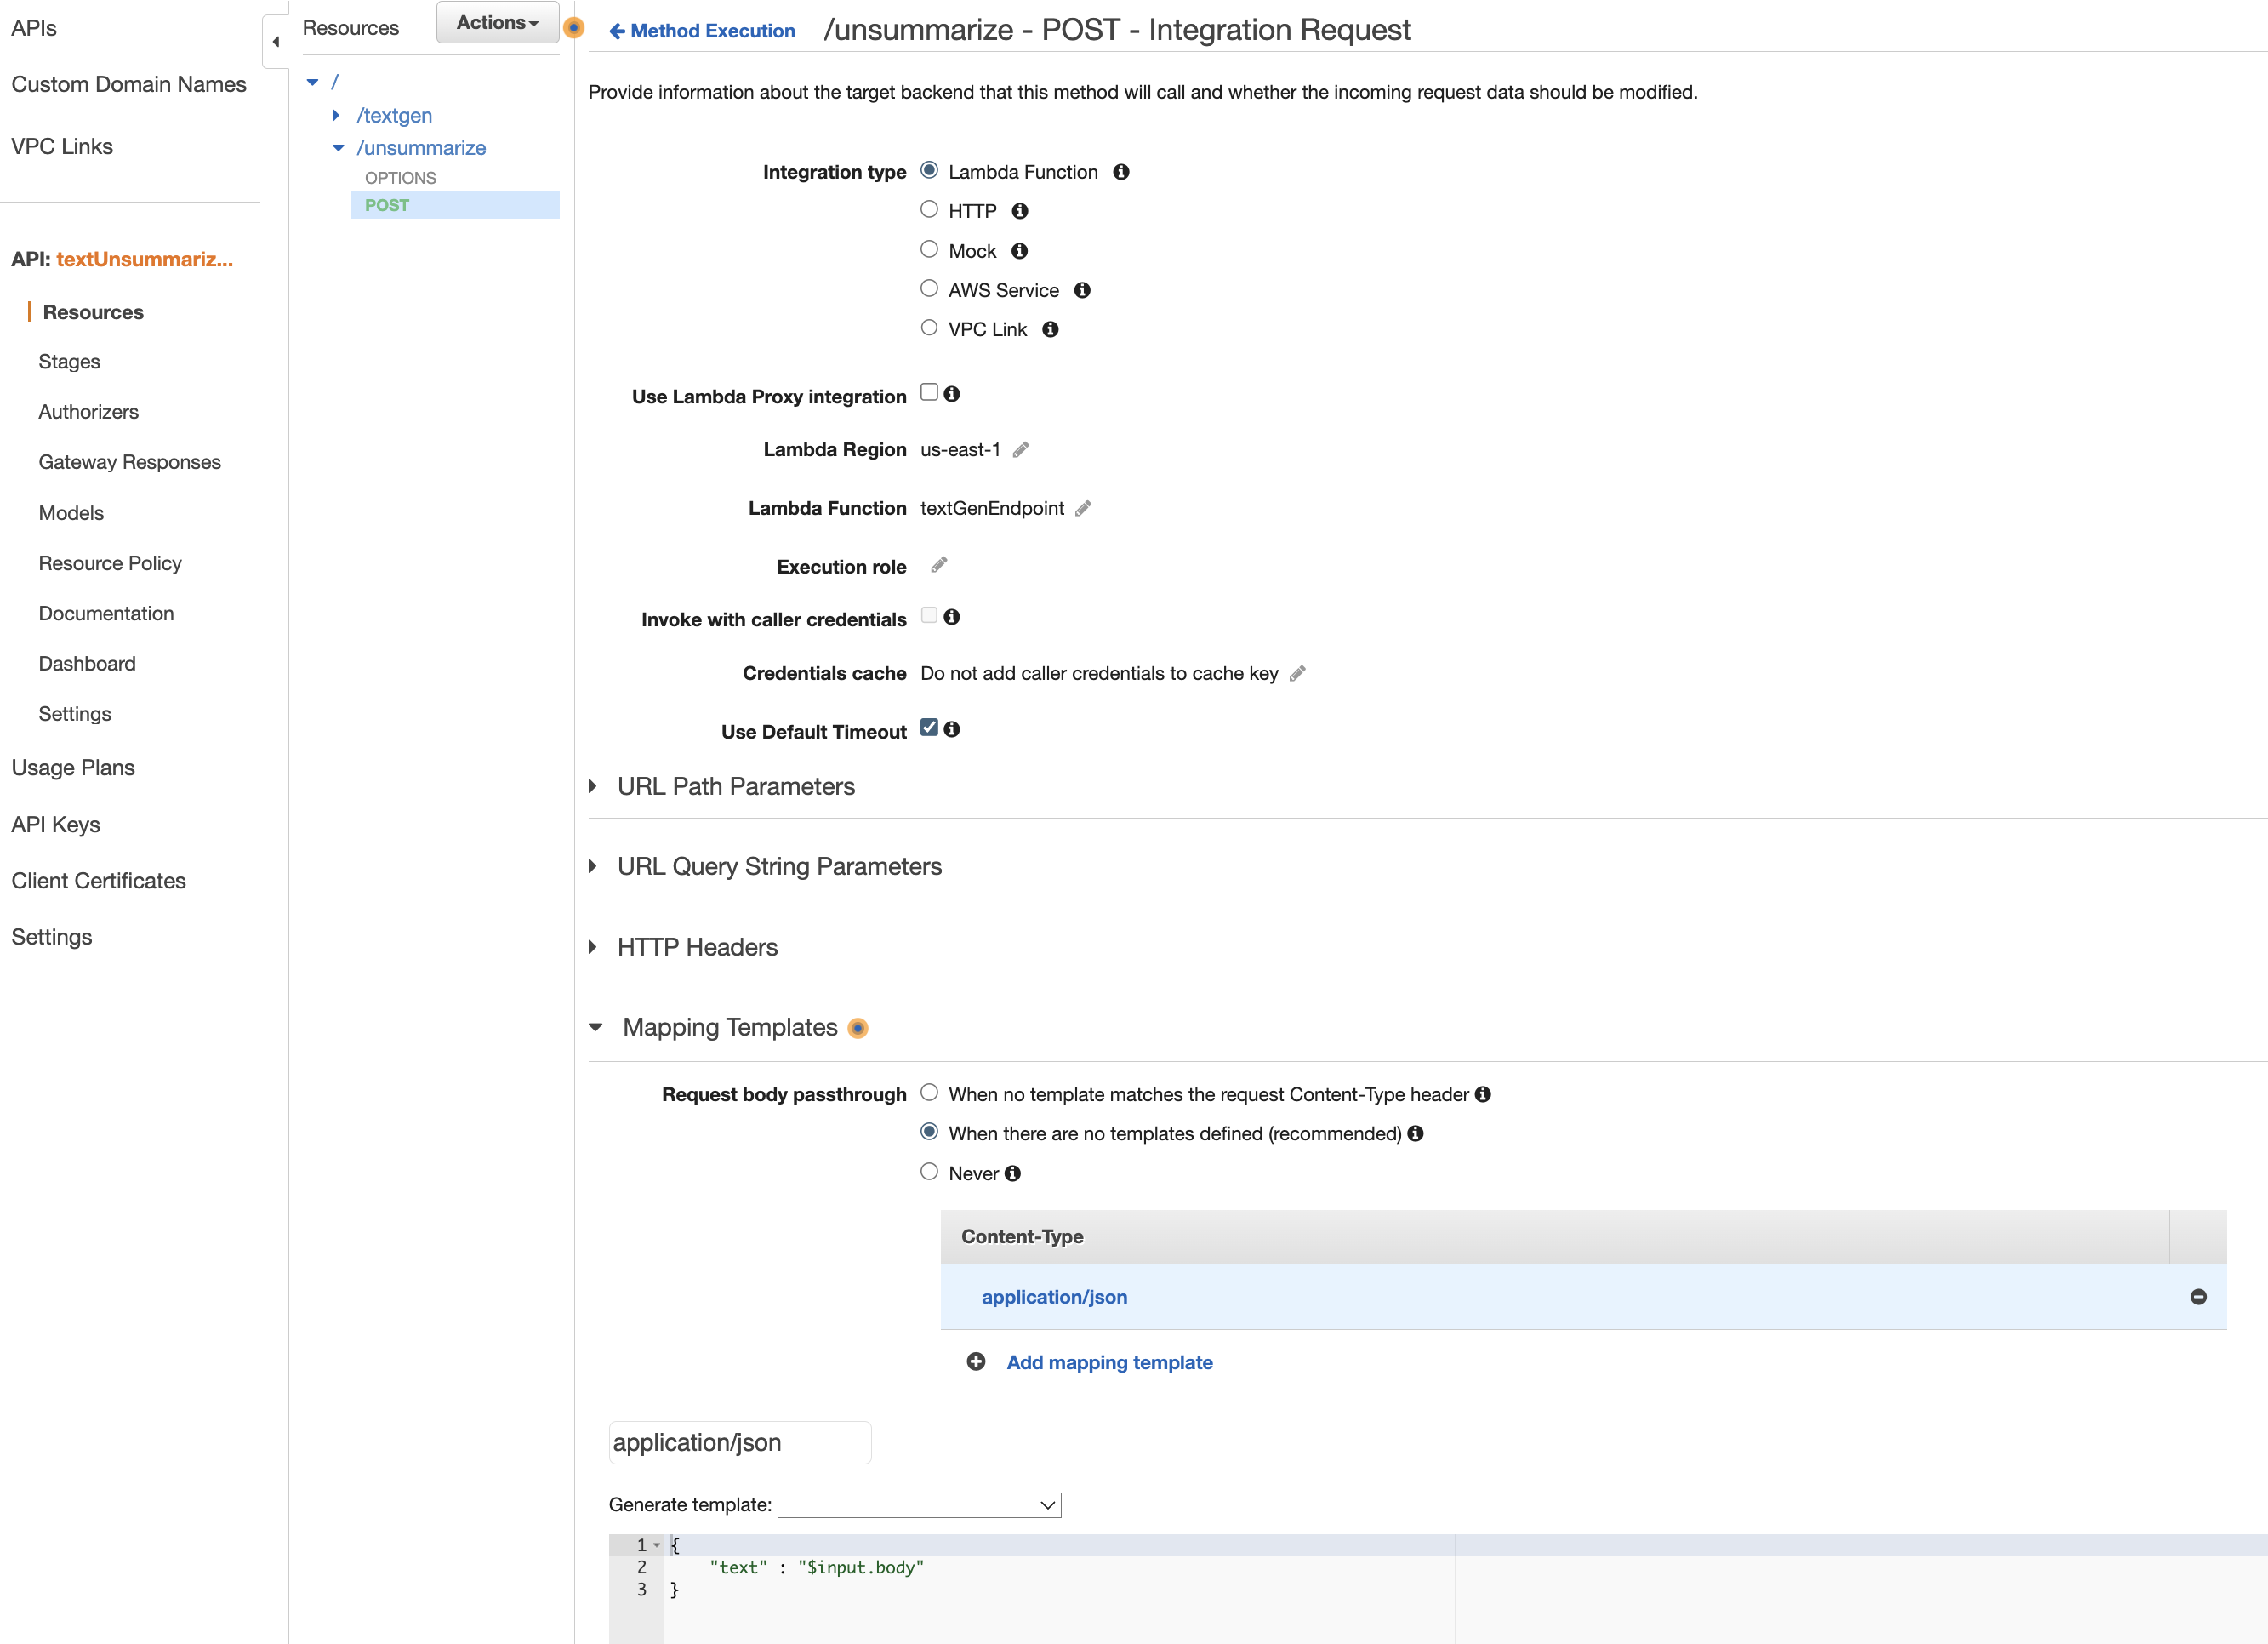 APIs
Custom Domain Names
VPC Links
API: textUnsummariz...
Resources
Stages
Authorizers
Gateway Responses
Models
Resource Policy
Documentation
Dashboard
Settings
Usage Plans
API Keys
Client Certificates
Settings
Resources
Actions
/
/textgen
/unsummarize
OPTIONS
POST
Method Execution /unsummarize - POST - Integration Request
Provide information about the target backend that this method will call and whether the incoming request data should be modified.
Integration type Lambda Function
HTTP
Mock
AWS Service
VPC Link
Use Lambda Proxy integration
Lambda Region us-east-1
Lambda Function textGenEndpoint
Execution role
Invoke with caller credentials
Credentials cache Do not add caller credentials to cache key
Use Default Timeout
URL Path Parameters
URL Query String Parameters
HTTP Headers
Mapping Templates
Request body passthrough When no template matches the request Content-Type header
When there are no templates defined (recommended)
Never
Content-Type
application/json
Add mapping template
application/json
Generate template:
1 {
2 "text" : "$input.body"
3 }